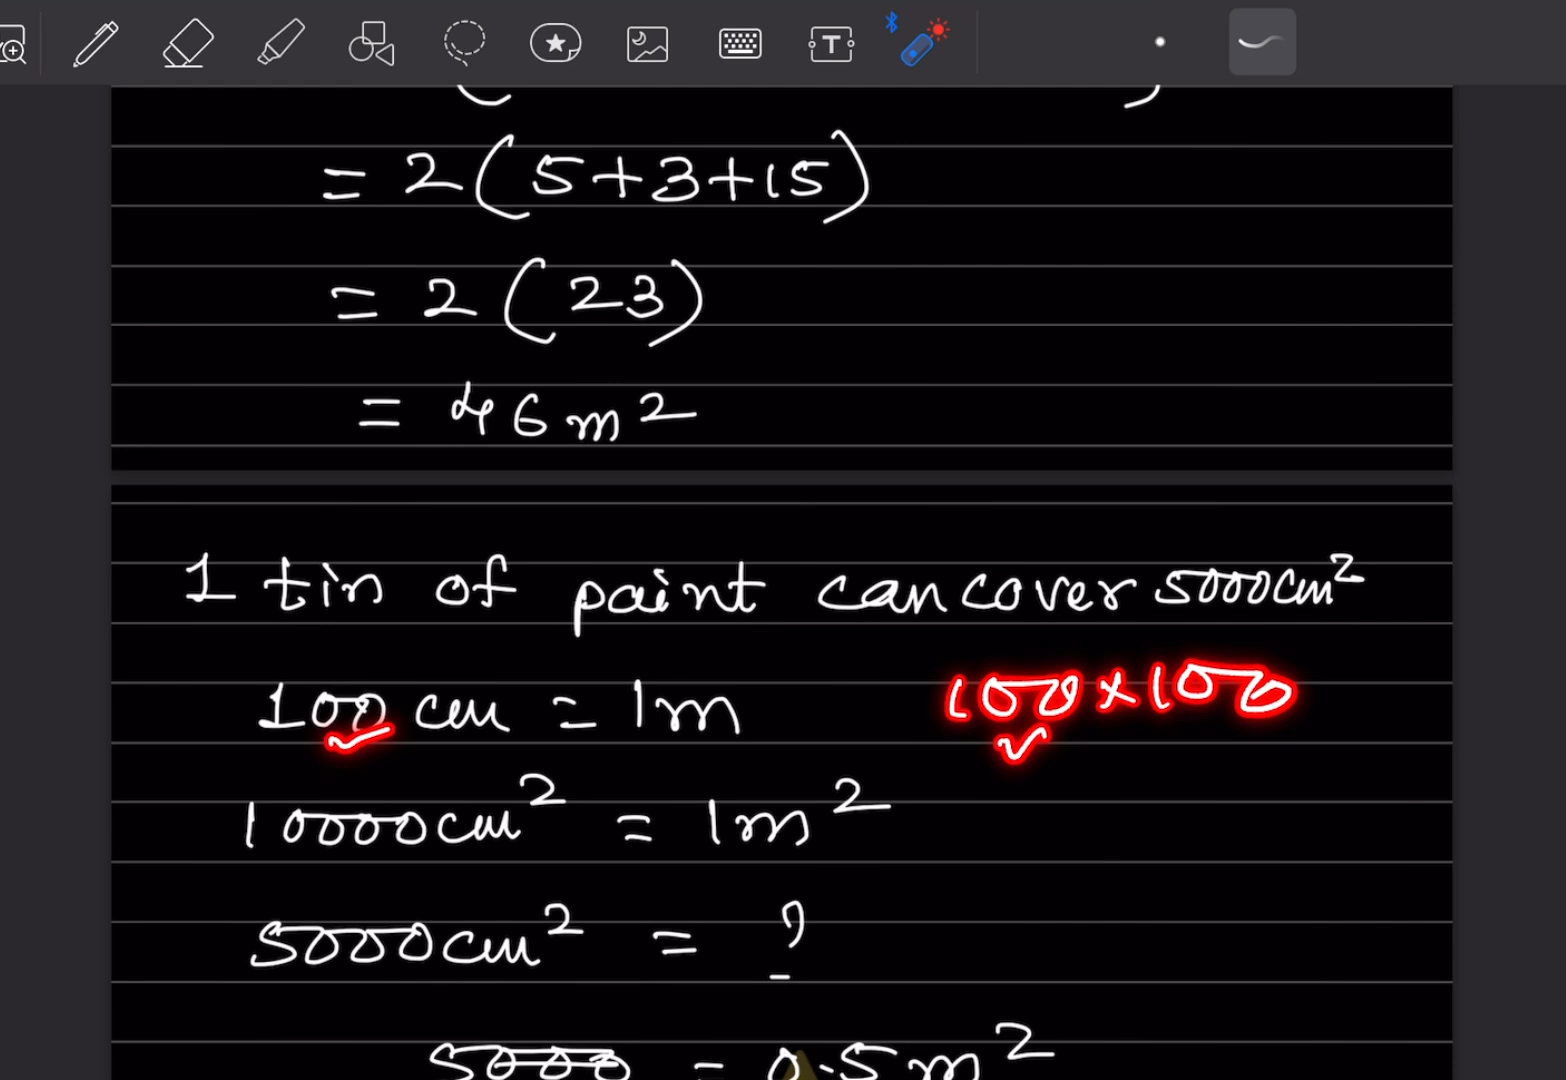 = 2 ( 5+3+15 )
= 2 ( 23 )
= 46 m²
1 tin of paint can cover 5000cm²
100 cm = 1m 100×100
10000cm² = 1m²
5000cm² = ?
5000 = 0.5m²